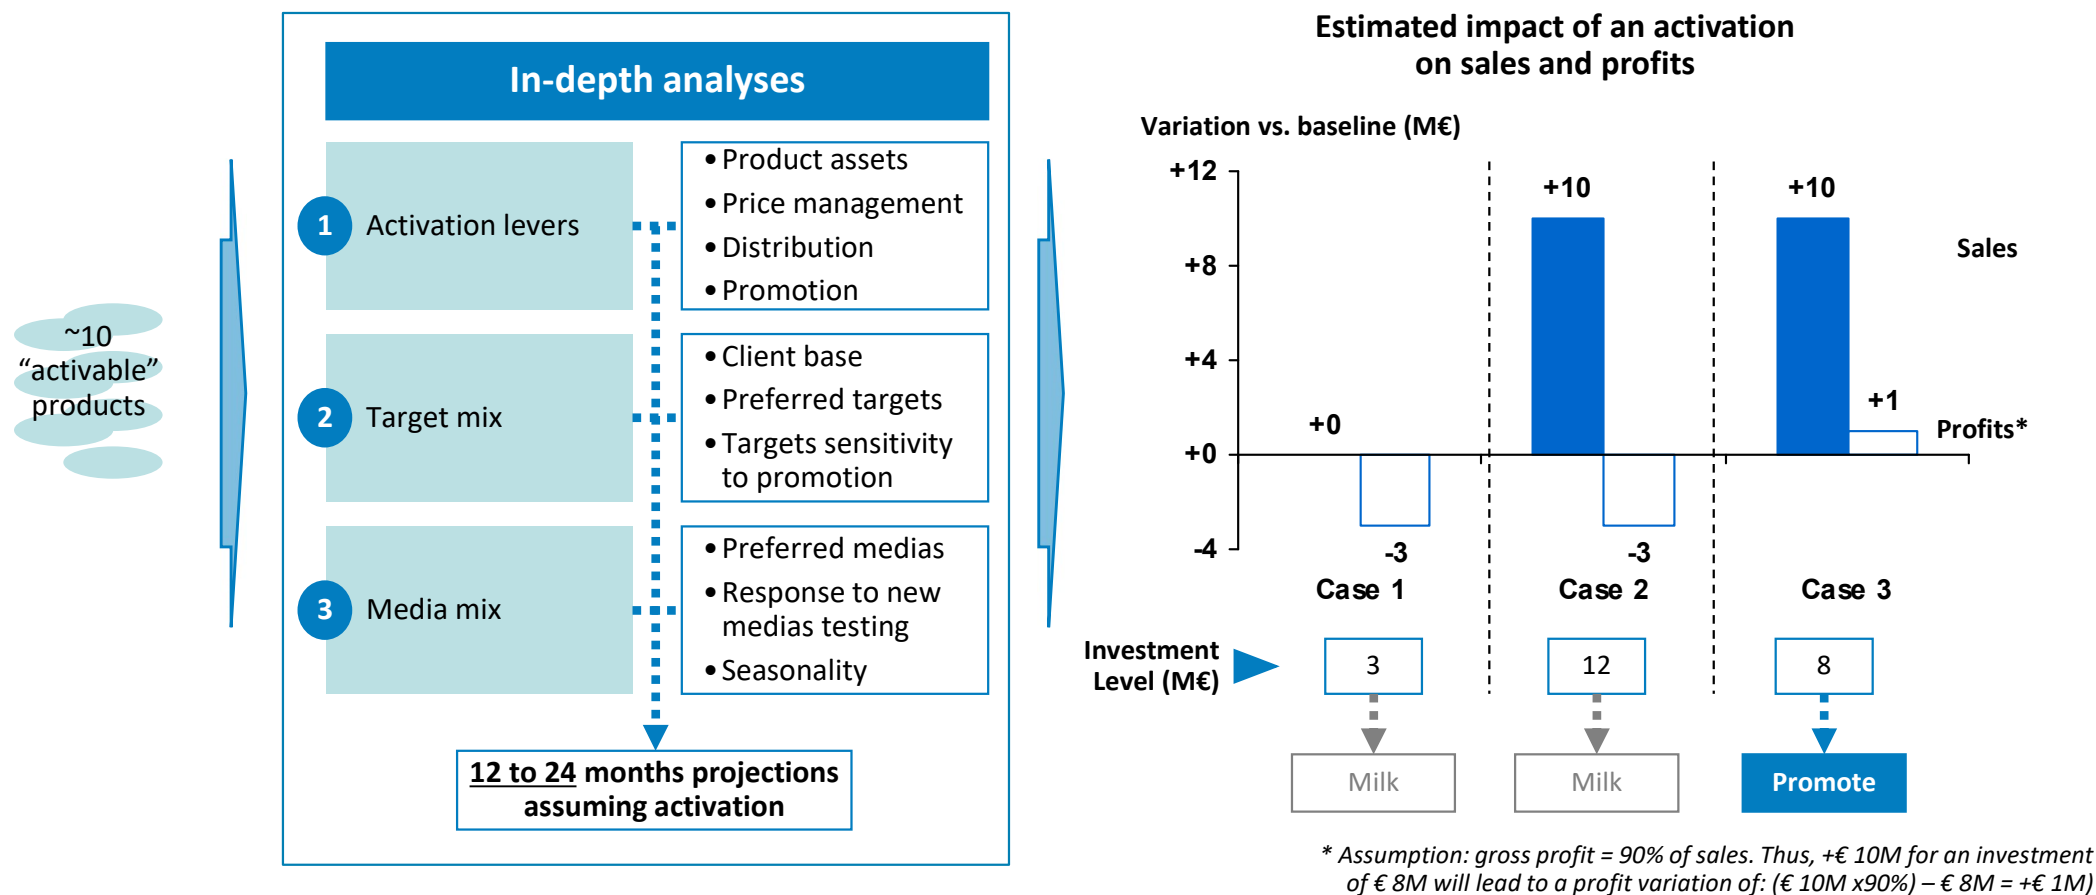 ~10
“activable”
products
In-depth analyses
1 Activation levers
• Product assets
• Price management
• Distribution
• Promotion
2 Target mix
• Client base
• Preferred targets
• Targets sensitivity
to promotion
3 Media mix
• Preferred medias
• Response to new
medias testing
• Seasonality
12 to 24 months projections
assuming activation
Estimated impact of an activation
on sales and profits
Variation vs. baseline (M€)
+12
+8
+4
+0
-4
+0
-3
+10
-3
+10
+1
Sales
Profits*
Case 1
Case 2
Case 3
Investment
Level (M€)
3
12
8
Milk
Milk
Promote
* Assumption: gross profit = 90% of sales. Thus, +€ 10M for an investment
of € 8M will lead to a profit variation of: (€ 10M x90%) – € 8M = +€ 1M)